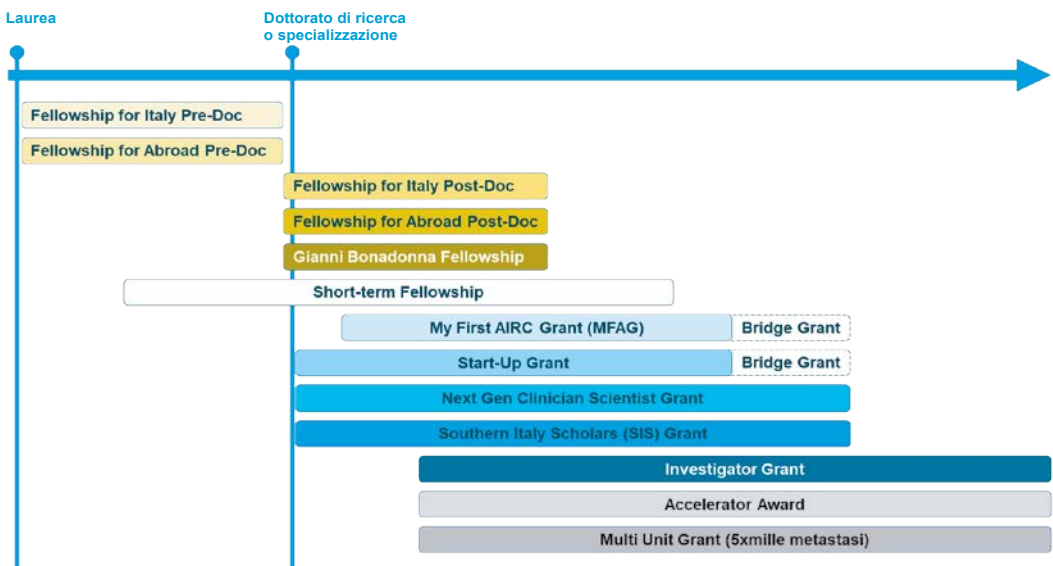 Laurea
Dottorato di ricerca
o specializzazione
Fellowship for Italy Pre-Doc
Fellowship for Abroad Pre-Doc
Fellowship for Italy Post-Doc
Fellowship for Abroad Post-Doc
Gianni Bonadonna Fellowship
Short-term Fellowship
My First AIRC Grant (MFAG) Bridge Grant
Start-Up Grant Bridge Grant
Next Gen Clinician Scientist Grant
Southern Italy Scholars (SIS) Grant
Investigator Grant
Accelerator Award
Multi Unit Grant (5xmille metastasi)